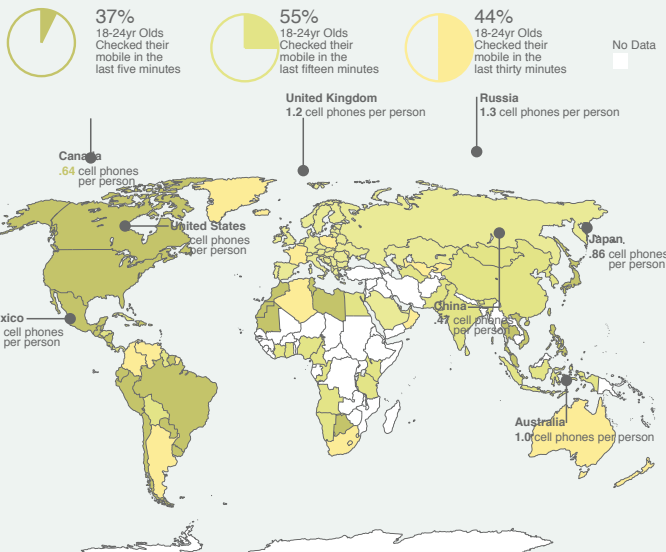 37%
18-24yr Olds
Checked their
mobile in the
last five minutes
55%
18-24yr Olds
Checked their
mobile in the
last fifteen minutes
44%
18-24yr Olds
Checked their
mobile in the
last thirty minutes
No Data
United Kingdom
1.2 cell phones per person
Russia
1.3 cell phones per person
Canada
.64 cell phones
per person
United States
cell phones
per person
Japan
.86 cell phones
per person
xico
cell phones
per person
China
.47 cell phones
per person
Australia
1.0 cell phones per person